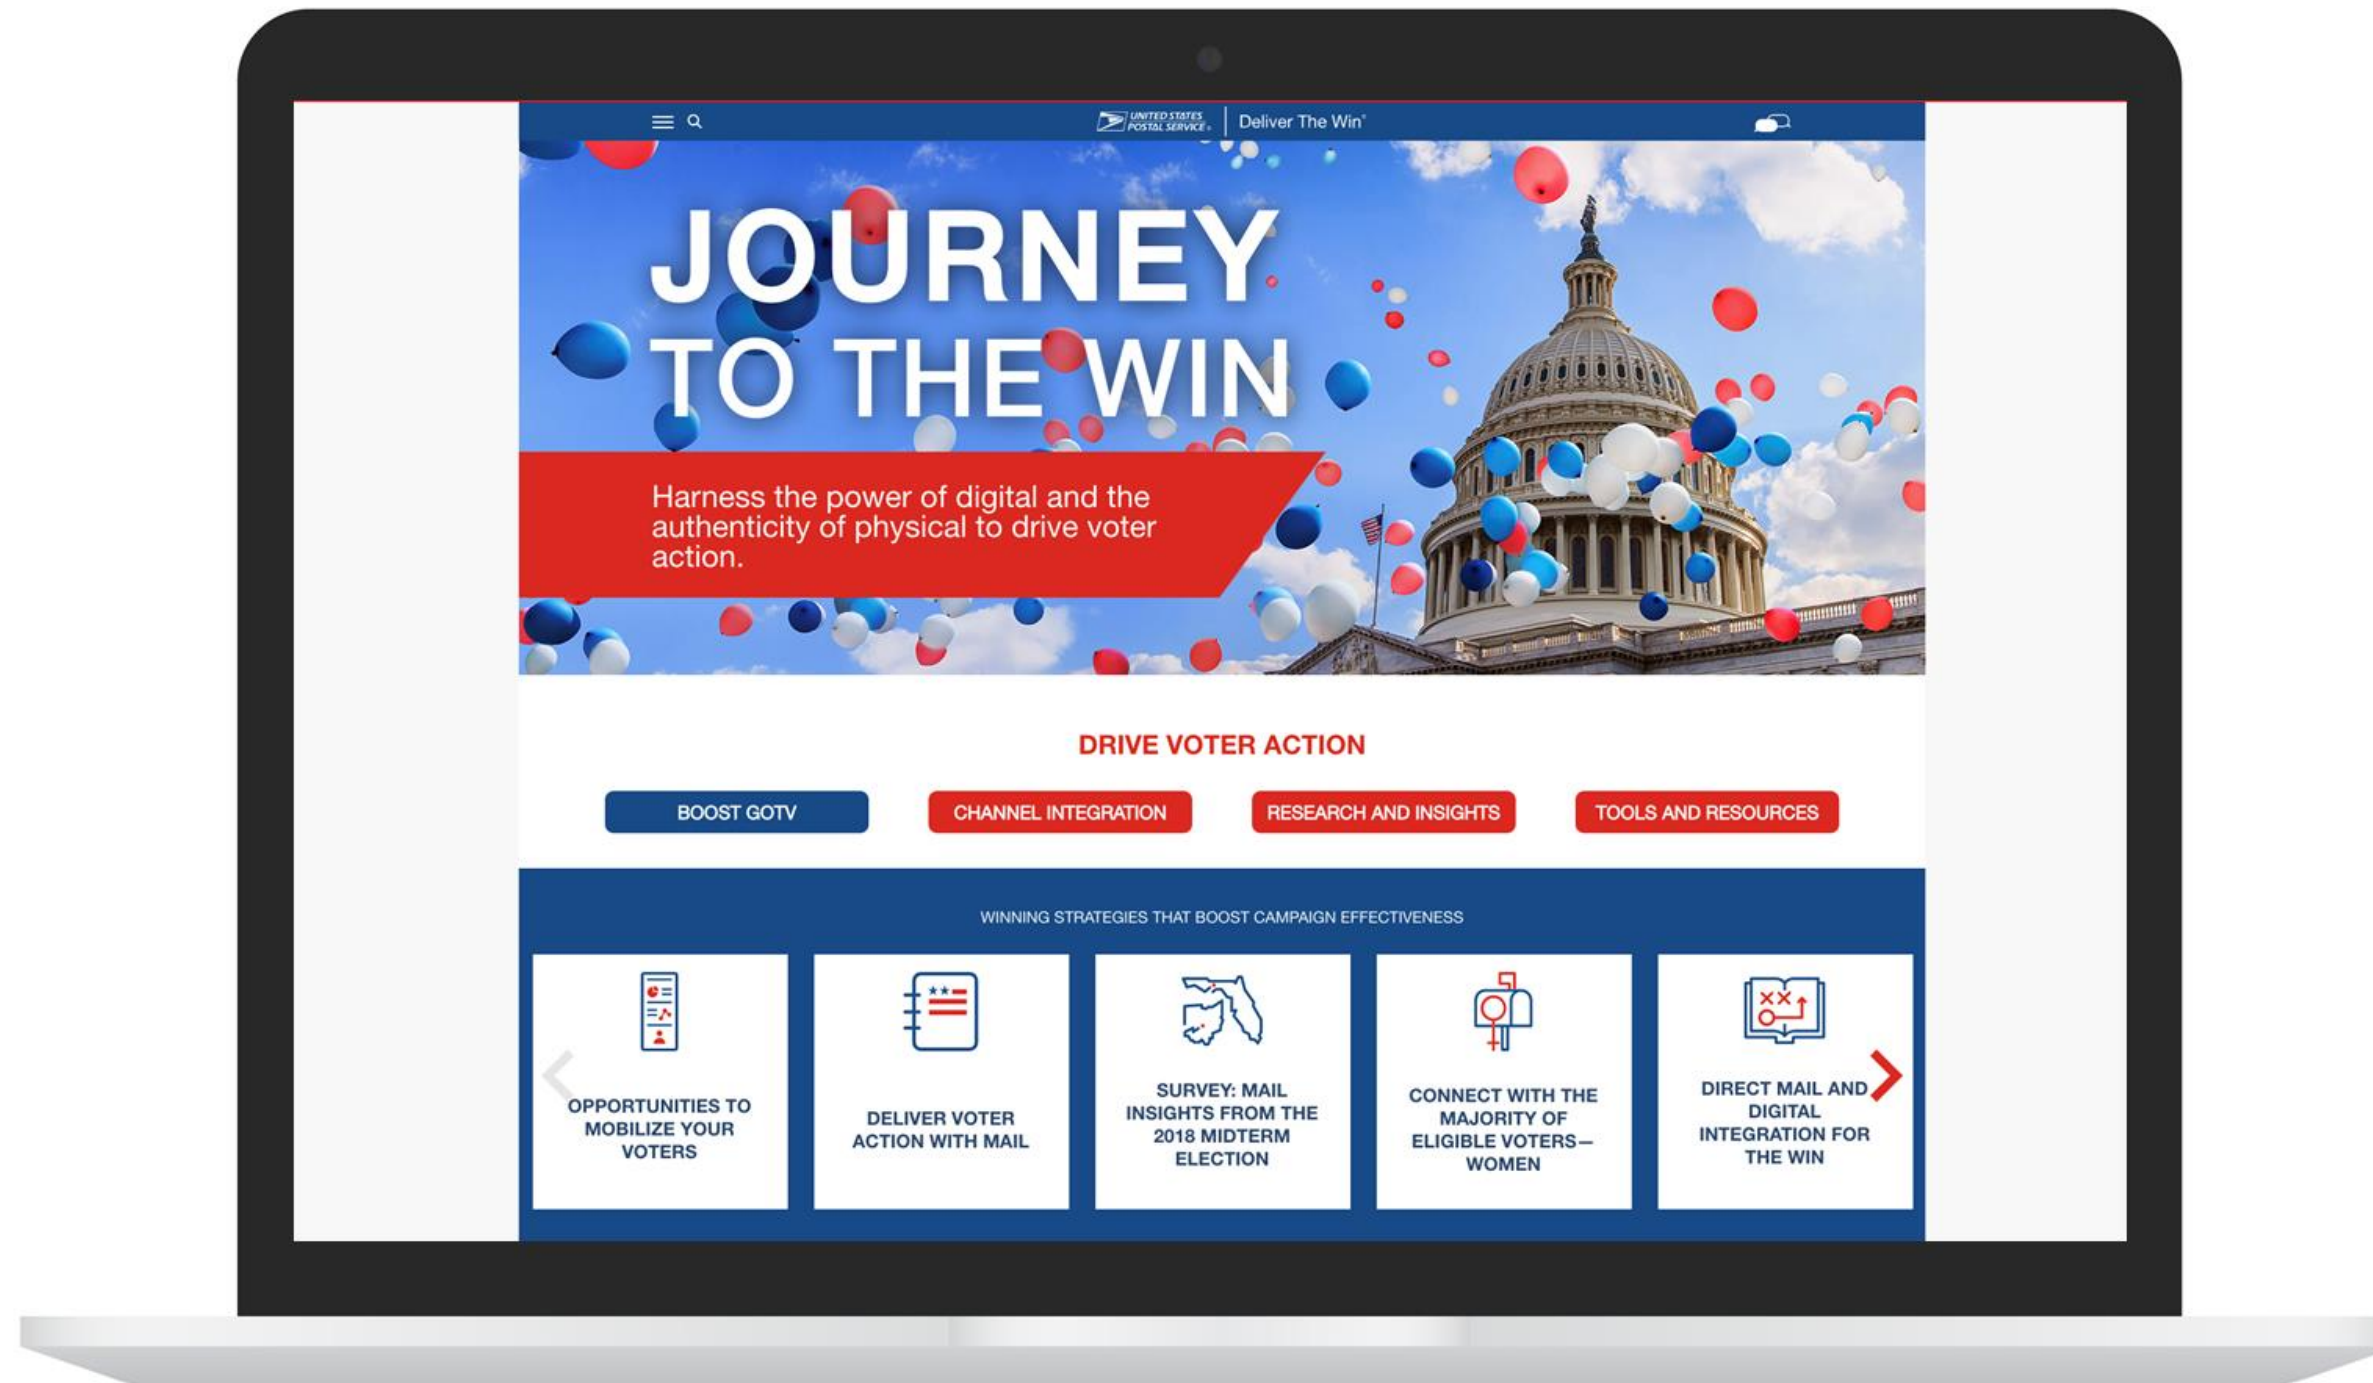 UNITED STATES
POSTAL SERVICE®
Deliver The Win®
JOURNEY
TO THE WIN
Harness the power of digital and the
authenticity of physical to drive voter
action.
DRIVE VOTER ACTION
BOOST GOTV
CHANNEL INTEGRATION
RESEARCH AND INSIGHTS
TOOLS AND RESOURCES
WINNING STRATEGIES THAT BOOST CAMPAIGN EFFECTIVENESS
OPPORTUNITIES TO
MOBILIZE YOUR
VOTERS
DELIVER VOTER
ACTION WITH MAIL
SURVEY: MAIL
INSIGHTS FROM THE
2018 MIDTERM
ELECTION
CONNECT WITH THE
MAJORITY OF
ELIGIBLE VOTERS—
WOMEN
DIRECT MAIL AND
DIGITAL
INTEGRATION FOR
THE WIN